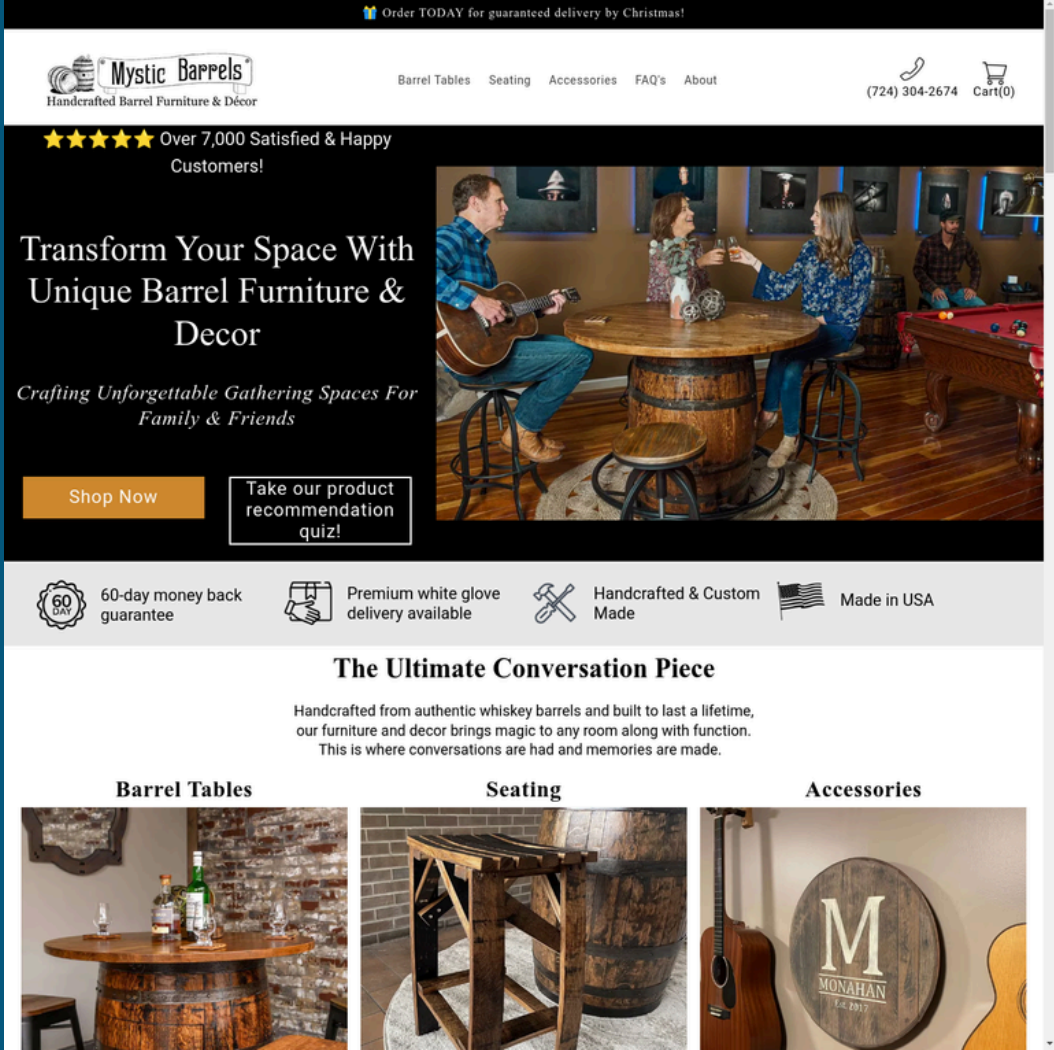 🎁 Order TODAY for guaranteed delivery by Christmas!
Mystic Barrels
Handcrafted Barrel Furniture & Décor
Barrel Tables Seating Accessories FAQ's About
(724) 304-2674 Cart(0)
⭐⭐⭐⭐⭐ Over 7,000 Satisfied & Happy
Customers!
Transform Your Space With
Unique Barrel Furniture &
Decor
Crafting Unforgettable Gathering Spaces For
Family & Friends
Shop Now
Take our product
recommendation
quiz!
60
DAY
60-day money back
guarantee
Premium white glove
delivery available
Handcrafted & Custom
Made
Made in USA
The Ultimate Conversation Piece
Handcrafted from authentic whiskey barrels and built to last a lifetime,
our furniture and decor brings magic to any room along with function.
This is where conversations are had and memories are made.
Barrel Tables
Seating
Accessories
M
MONAHAN
Est. 2017